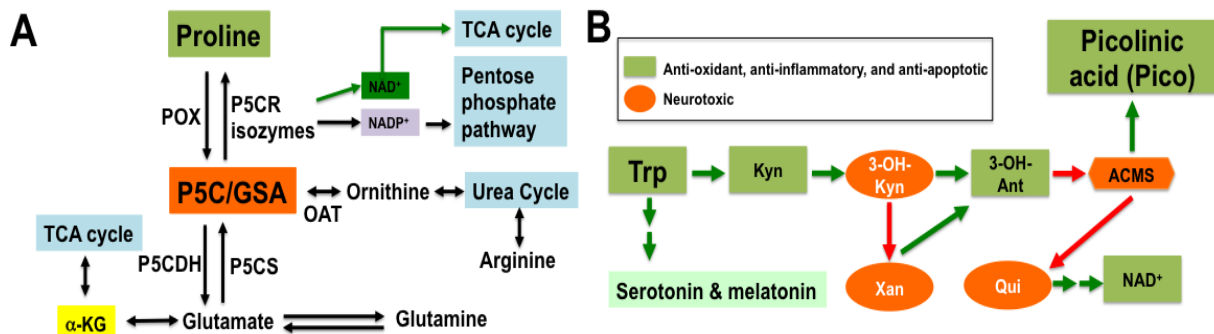 A
Proline
TCA cycle
NAD⁺
Pentose
phosphate
pathway
POX
P5CR
isozymes
NADP⁺
P5C/GSA
OAT
Ornithine
Urea Cycle
TCA cycle
P5CDH
P5CS
Arginine
α-KG
Glutamate
Glutamine
B
Anti-oxidant, anti-inflammatory, and anti-apoptotic
Neurotoxic
Picolinic
acid (Pico)
Trp
Kyn
3-OH-
Kyn
3-OH-
Ant
ACMS
Serotonin & melatonin
Xan
Qui
NAD⁺